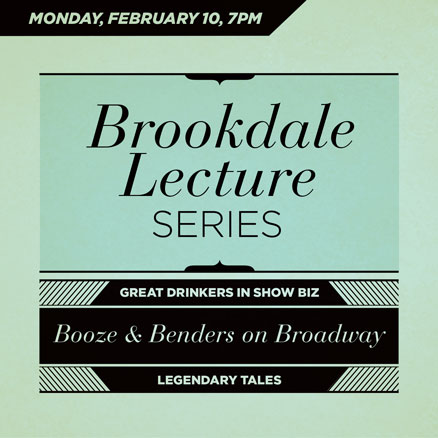 MONDAY, FEBRUARY 10, 7PM
Brookdale
Lecture
SERIES
GREAT DRINKERS IN SHOW BIZ
Booze & Benders on Broadway
LEGENDARY TALES